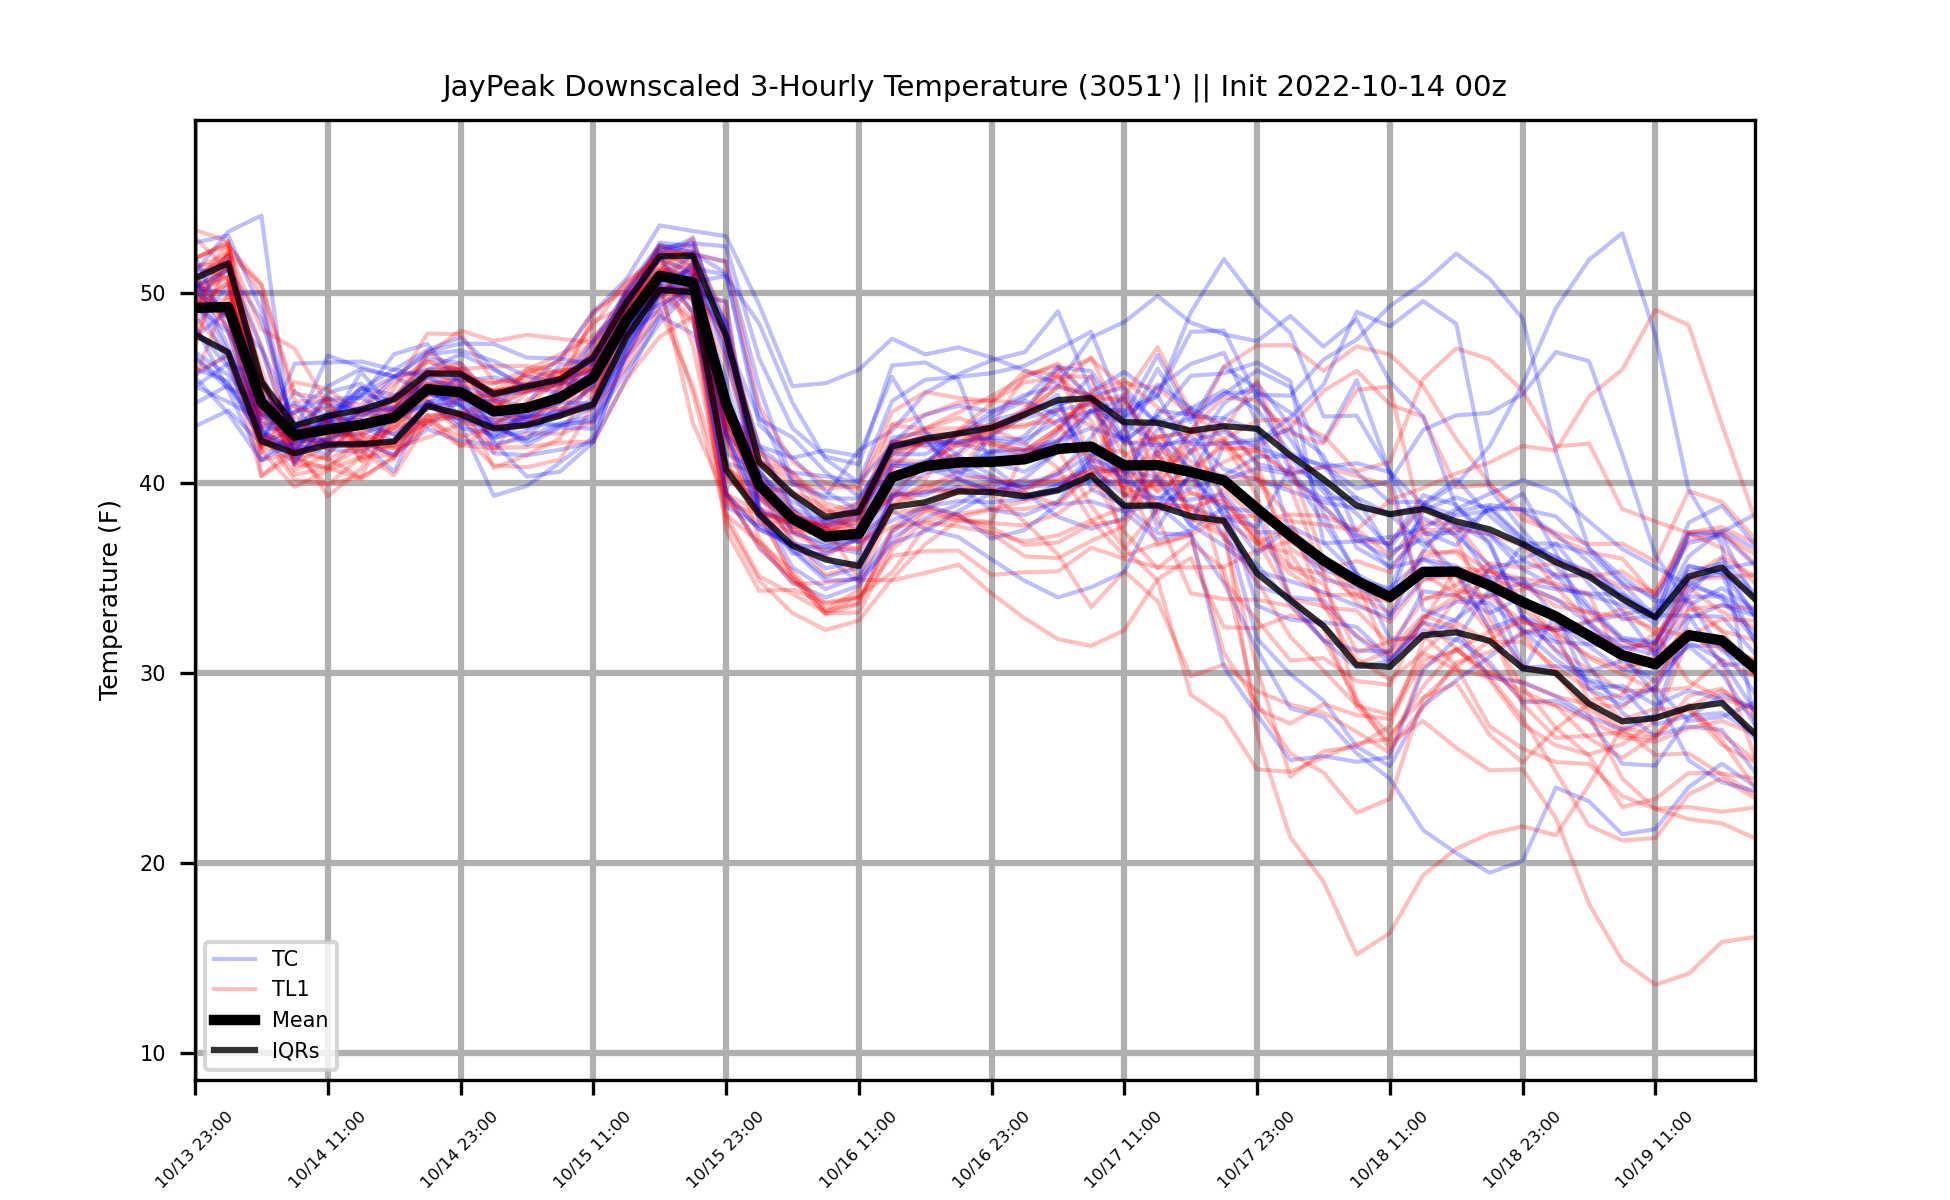 JayPeak Downscaled 3-Hourly Temperature (3051') || Init 2022-10-14 00z
Temperature (F)
50
40
30
20
10
TC
TL1
Mean
IQRs
10/13 23:00
10/14 11:00
10/14 23:00
10/15 11:00
10/15 23:00
10/16 11:00
10/16 23:00
10/17 11:00
10/17 23:00
10/18 11:00
10/18 23:00
10/19 11:00